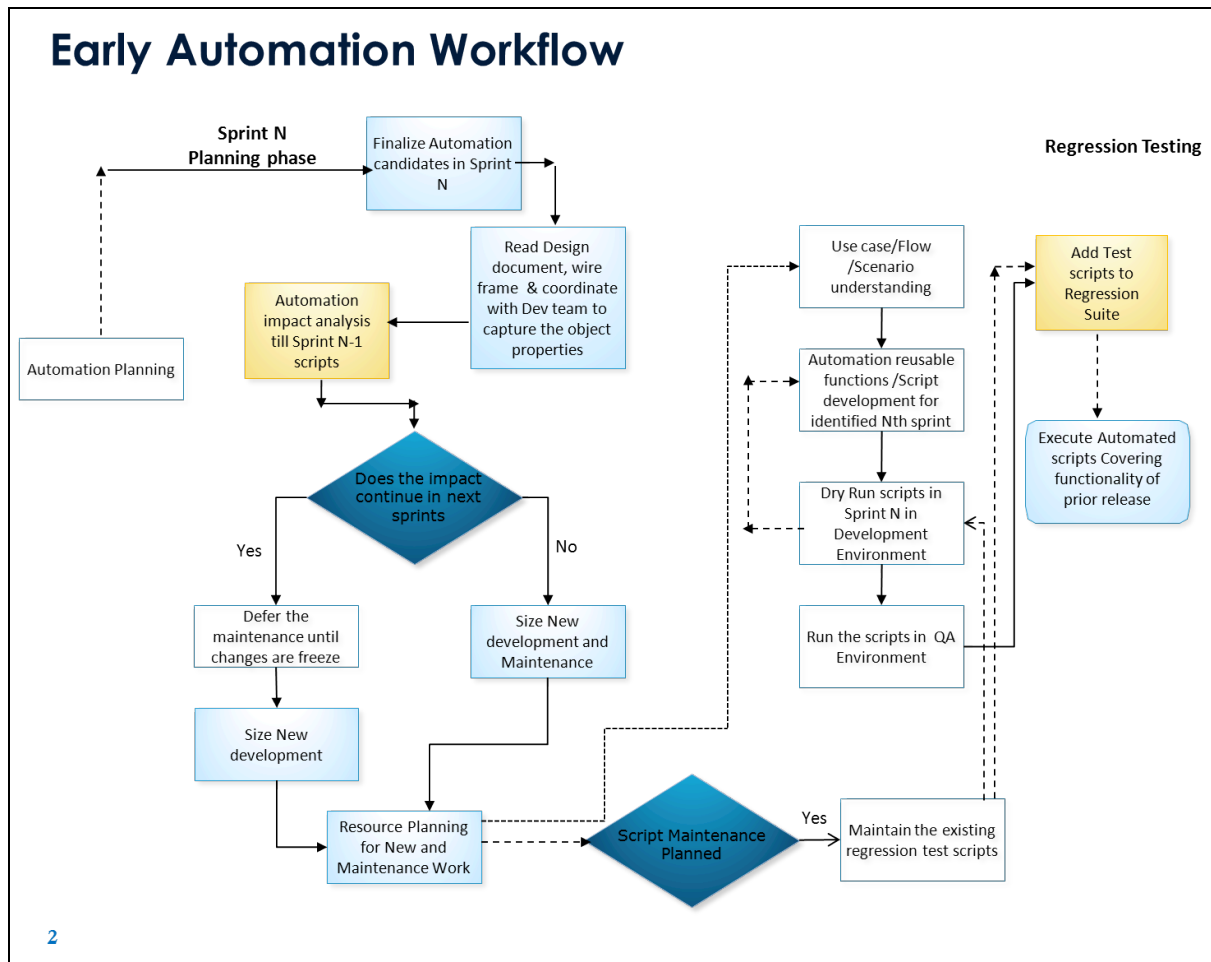 Early Automation Workflow
Sprint N
Planning phase
Finalize Automation
candidates in Sprint
N
Regression Testing
Read Design
document, wire
frame & coordinate
with Dev team to
capture the object
properties
Use case/Flow
/Scenario
understanding
Add Test
scripts to
Regression
Suite
Automation
impact analysis
till Sprint N-1
scripts
Automation Planning
Automation reusable
functions /Script
development for
identified Nth sprint
Execute Automated
scripts Covering
functionality of
prior release
Does the impact
continue in next
sprints
Dry Run scripts in
Sprint N in
Development
Environment
Yes
No
Defer the
maintenance until
changes are freeze
Size New
development and
Maintenance
Run the scripts in QA
Environment
Size New
development
Resource Planning
for New and
Maintenance Work
Script Maintenance
Planned
Yes
Maintain the existing
regression test scripts
2